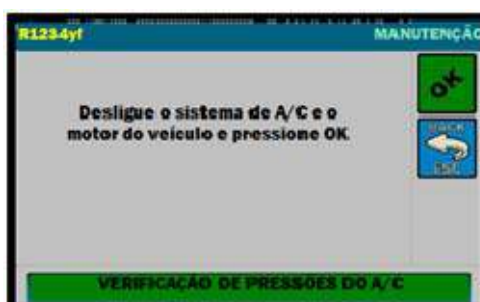 R1234yf MANUTENÇÃO
OK
Desligue o sistema de A/C e o
motor do veículo e pressione OK
BACK
ESC
VERIFICAÇÃO DE PRESSÕES DO A/C